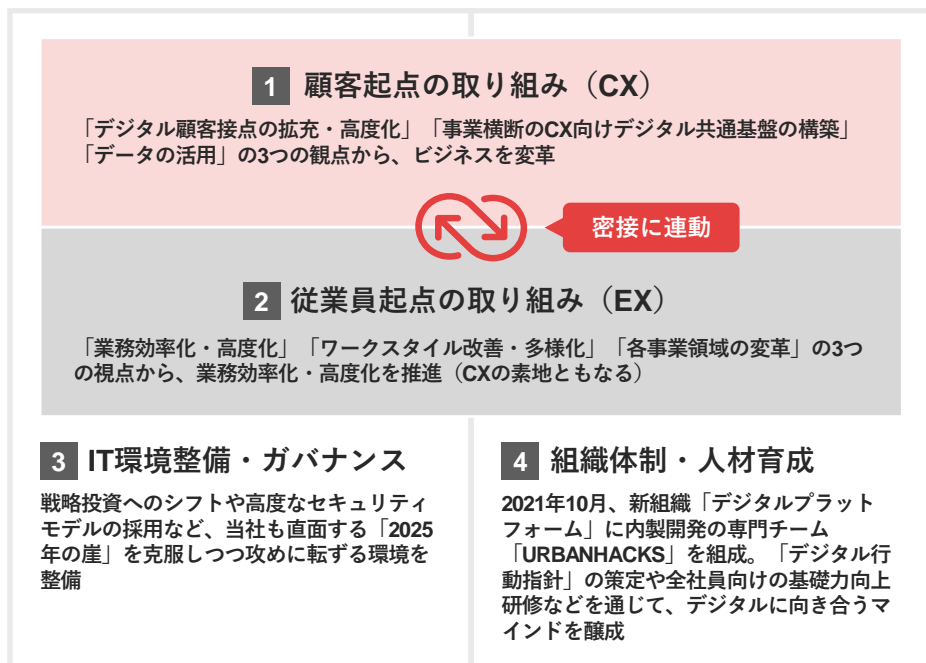 1 顧客起点の取り組み（CX）
「デジタル顧客接点の拡充・高度化」「事業横断のCX向けデジタル共通基盤の構築」
「データの活用」の3つの観点から、ビジネスを変革
密接に連動
2 従業員起点の取り組み（EX）
「業務効率化・高度化」「ワークスタイル改善・多様化」「各事業領域の変革」の3つ
の視点から、業務効率化・高度化を推進（CXの素地ともなる）
3 IT環境整備・ガバナンス
戦略投資へのシフトや高度なセキュリティ
モデルの採用など、当社も直面する「2025
年の崖」を克服しつつ攻めに転ずる環境を
整備
4 組織体制・人材育成
2021年10月、新組織「デジタルプラット
フォーム」に内製開発の専門チーム
「URBANHACKS」を組成。「デジタル行
動指針」の策定や全社員向けの基礎力向上
研修などを通じて、デジタルに向き合うマ
インドを醸成